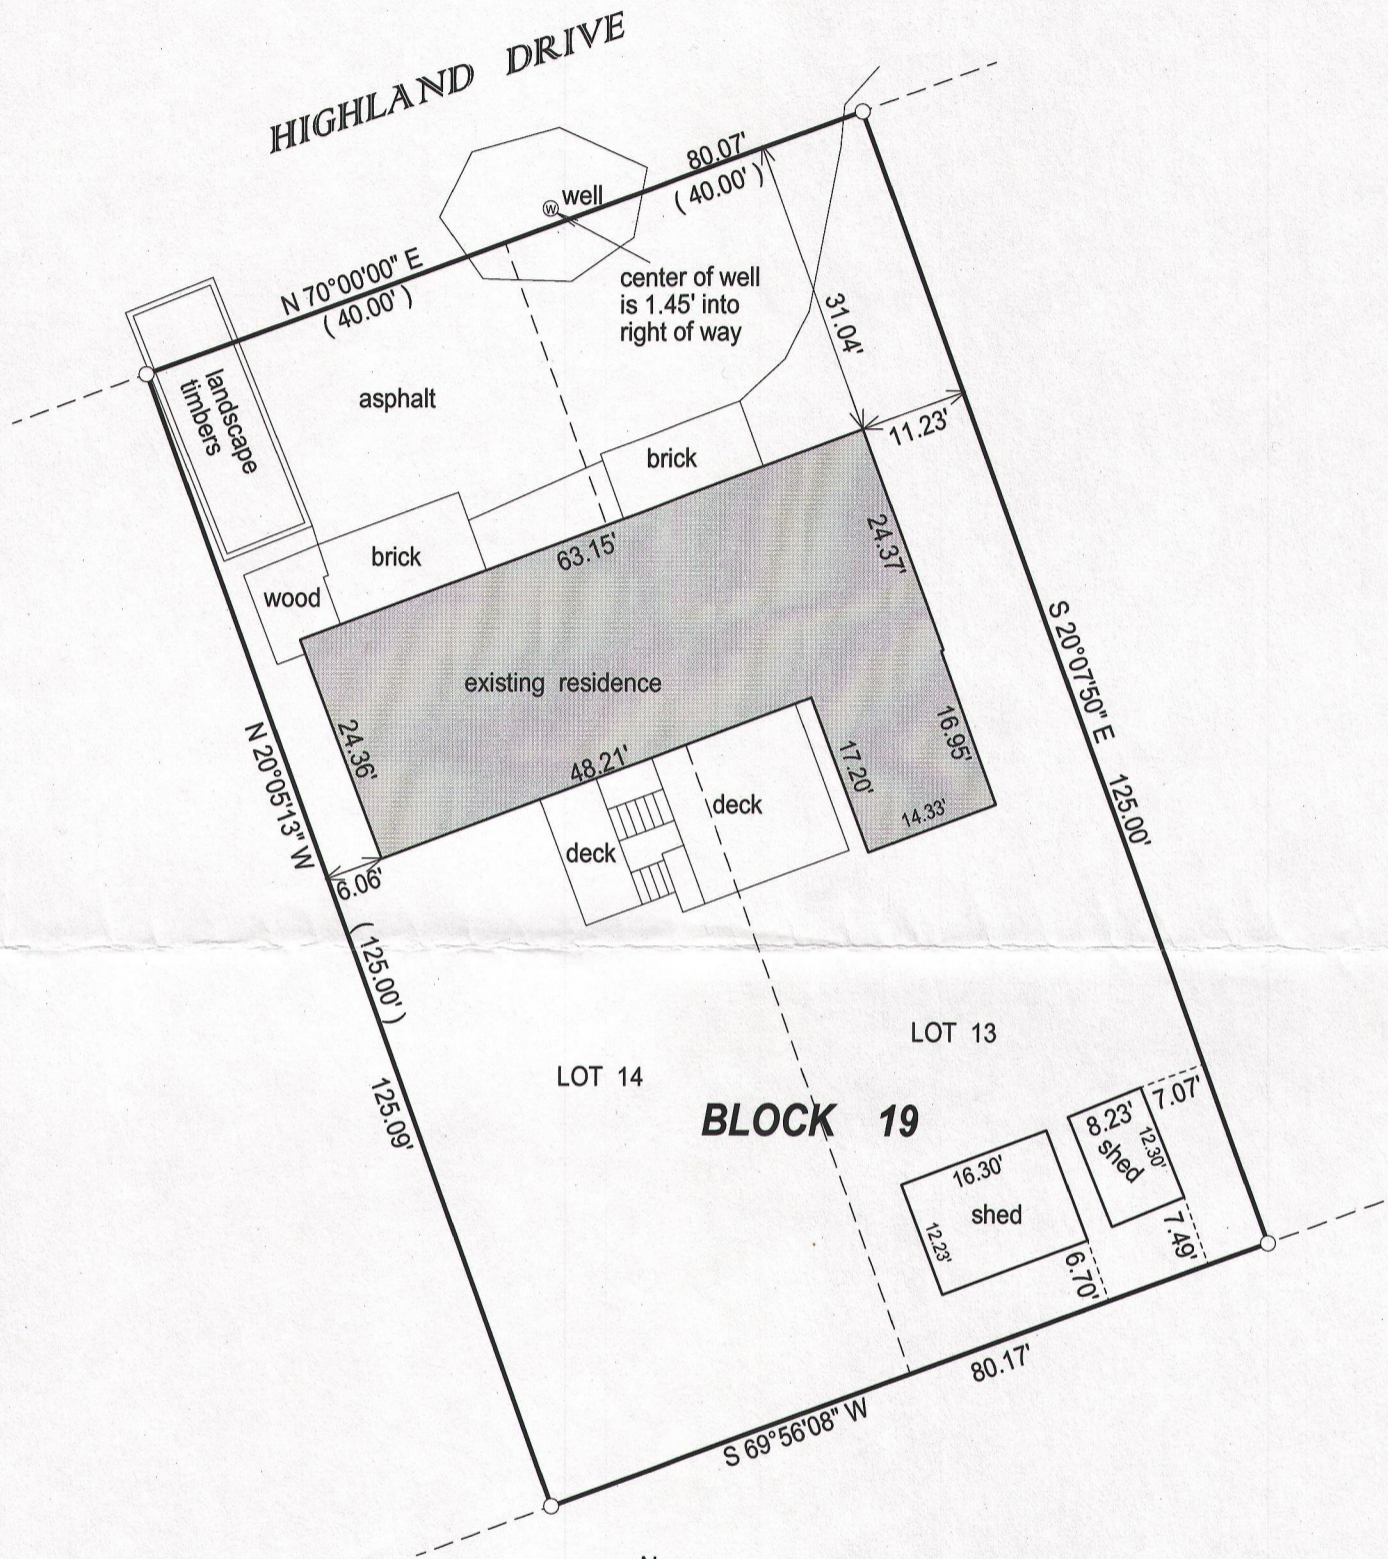 HIGHLAND DRIVE
80.07'
( 40.00' )
well
W
N 70°00'00" E
( 40.00' )
center of well
is 1.45' into
right of way
31.04'
landscape
timbers
asphalt
11.23'
brick
24.37'
63.15'
brick
wood
S 20°07'50" E 125.00'
existing residence
24.36'
N 20°05'13" W
48.21'
17.20'
16.95'
deck
14.33'
deck
6.06'
( 125.00' )
LOT 13
LOT 14
125.09'
BLOCK 19
7.07'
8.23'
shed
12.30'
16.30'
shed
12.23'
7.49'
6.70'
80.17'
S 69°56'08" W